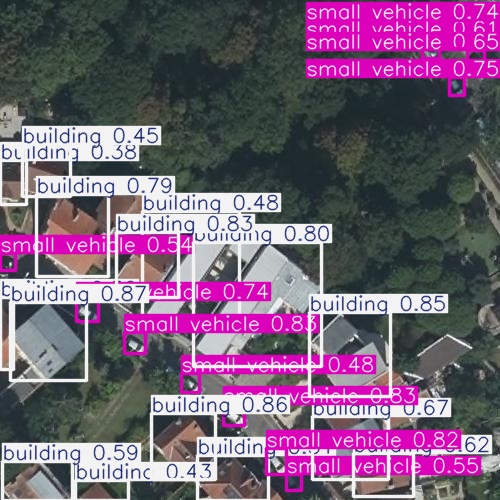 small vehicle 0.74
small vehicle 0.61
small vehicle 0.65
small vehicle 0.75
building 0.45
building 0.38
building 0.79
building 0.48
building 0.83
building 0.80
small vehicle 0.54
building 0.87
vehicle 0.74
building 0.85
small vehicle 0.83
small vehicle 0.48
small vehicle 0.83
building 0.86
building 0.67
small vehicle 0.82
building
0.62
building 0.59
small vehicle 0.55
building 0.43